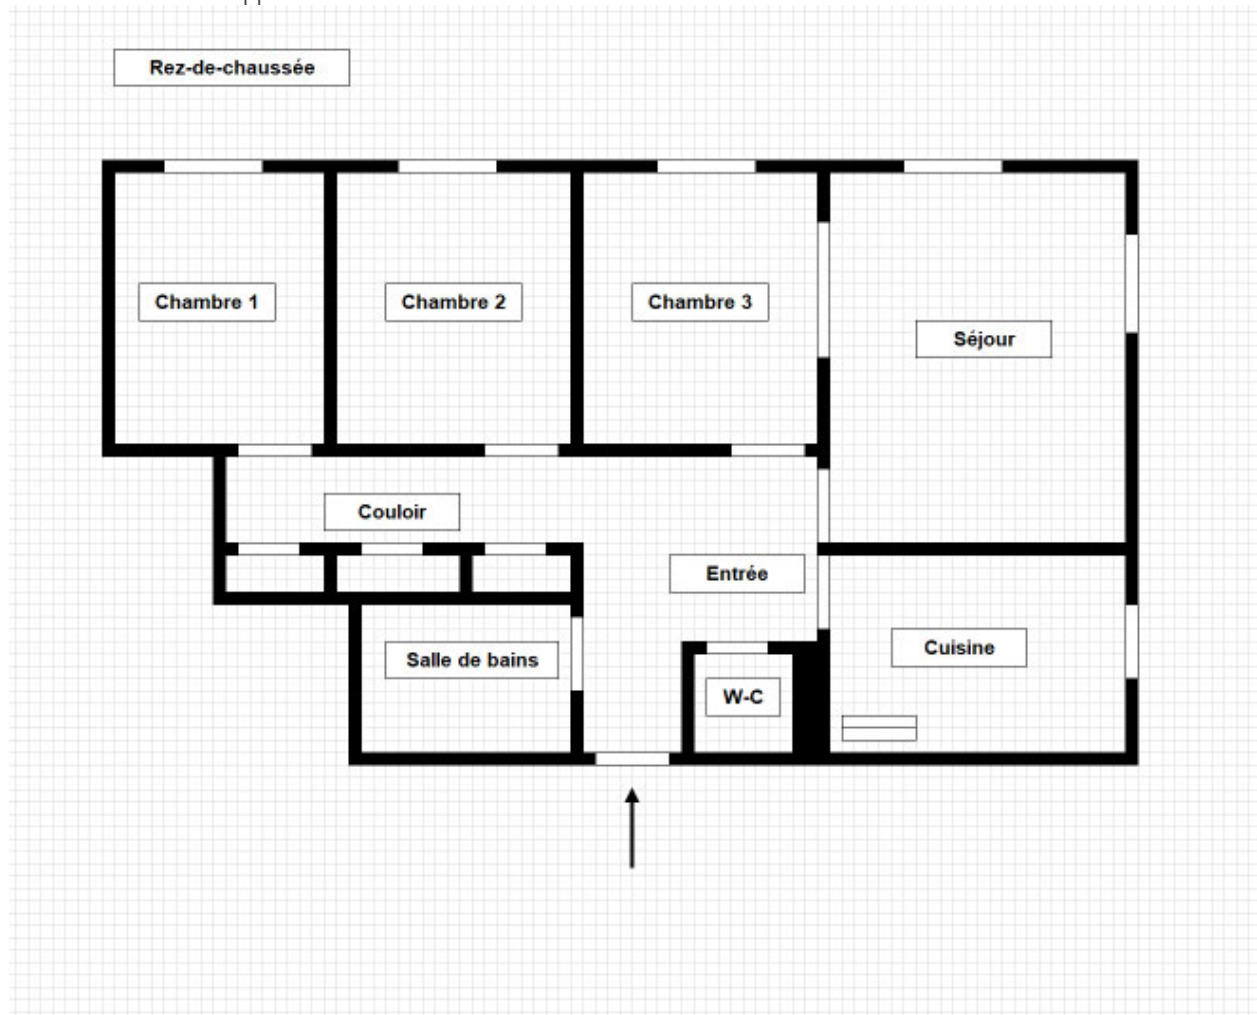 Rez-de-chaussée
Chambre 1
Chambre 2
Chambre 3
Séjour
Couloir
Entrée
Salle de bains
W-C
Cuisine